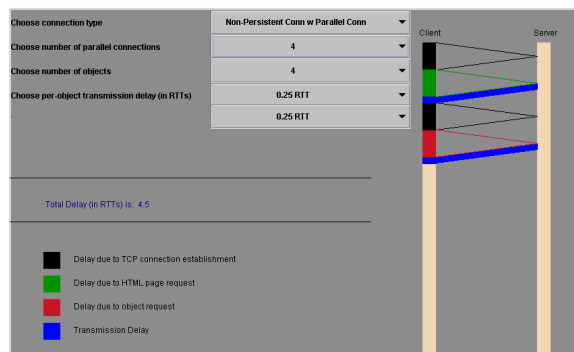 Choose connection type
Non-Persistent Conn w Parallel Conn
Choose number of parallel connections
4
Choose number of objects
4
Choose per-object transmission delay (in RTTs)
0.25 RTT
0.25 RTT
Client
Server
Total Delay (in RTTs) is: 4.5
Delay due to TCP connection establishment
Delay due to HTML page request
Delay due to object request
Transmission Delay